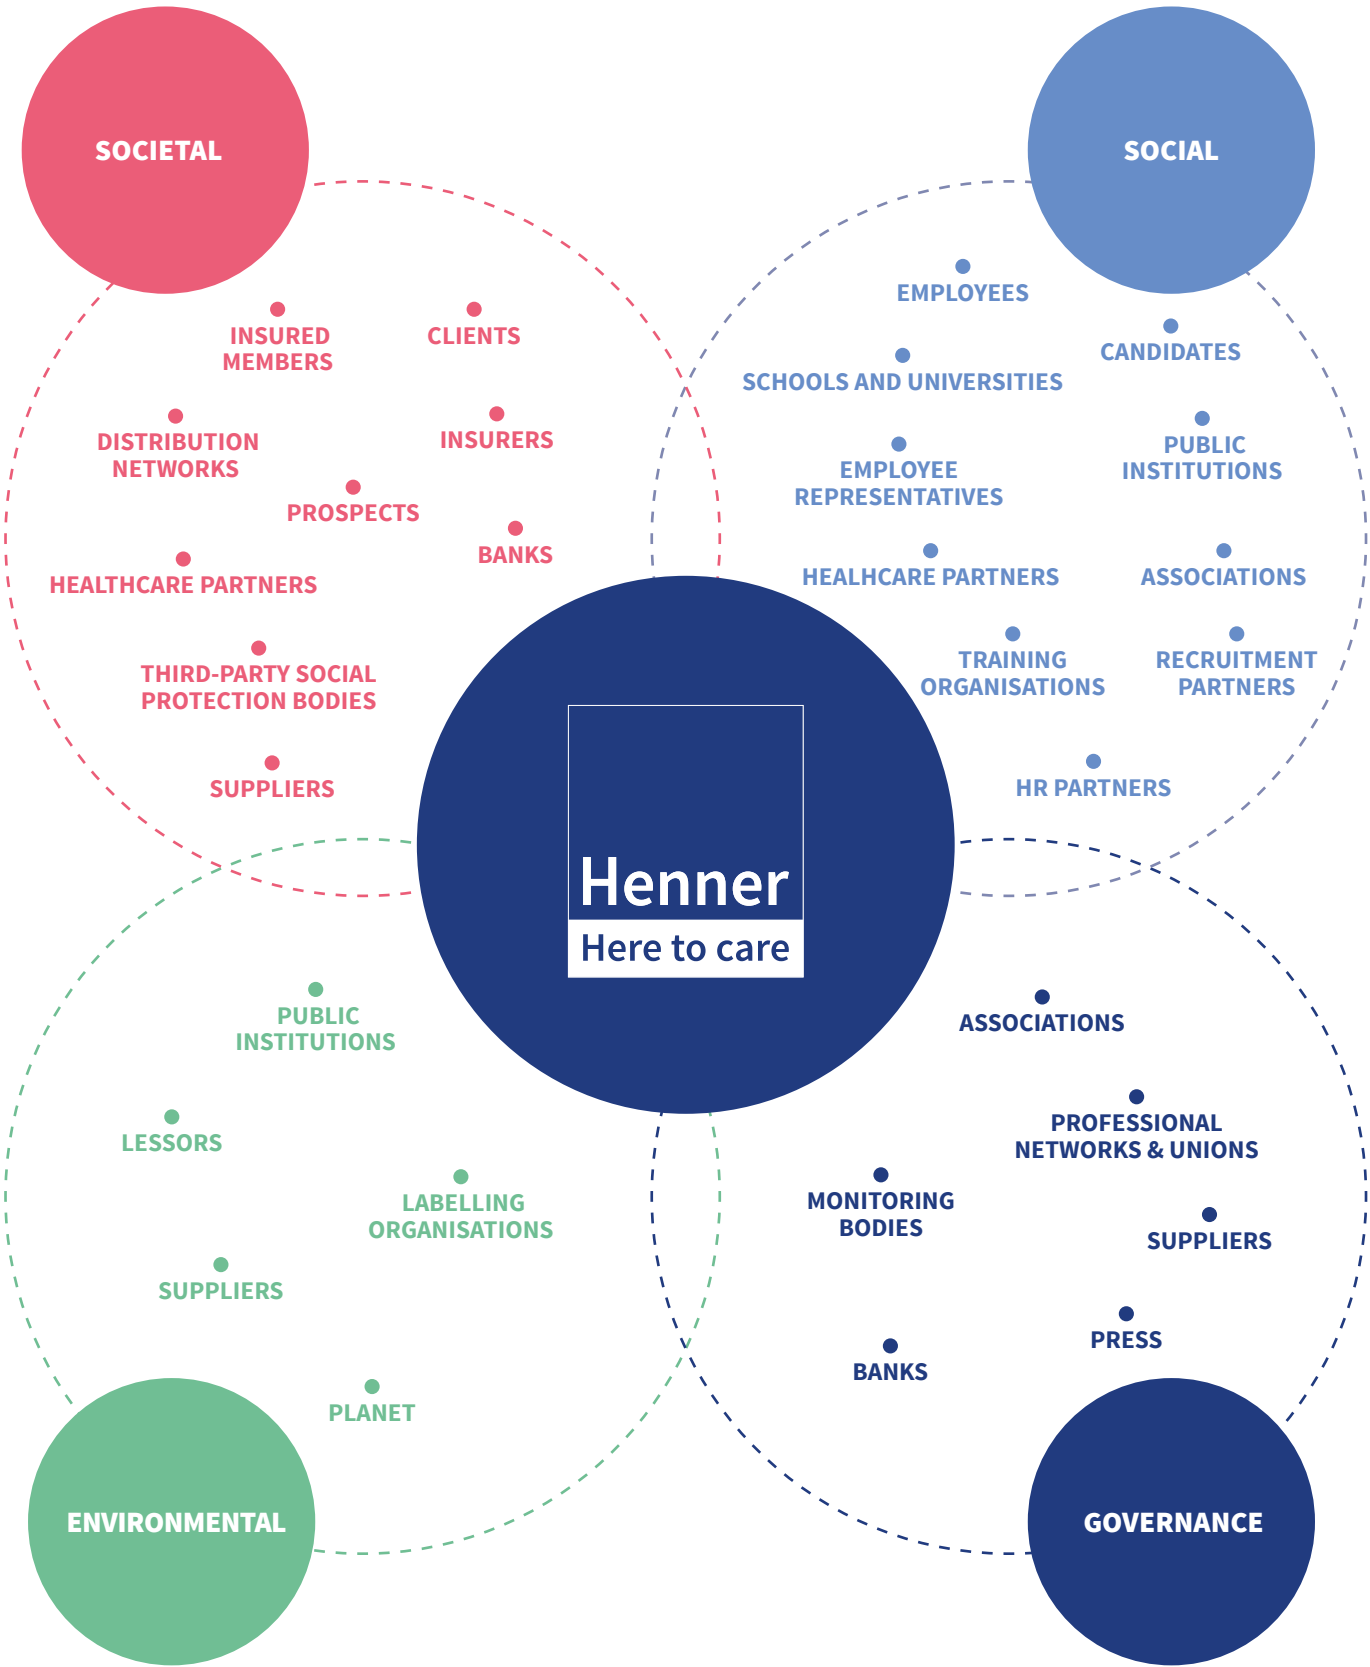 SOCIETAL
INSURED
MEMBERS
CLIENTS
DISTRIBUTION
NETWORKS
INSURERS
PROSPECTS
BANKS
HEALTHCARE PARTNERS
THIRD-PARTY SOCIAL
PROTECTION BODIES
SUPPLIERS
SOCIAL
EMPLOYEES
CANDIDATES
SCHOOLS AND UNIVERSITIES
PUBLIC
INSTITUTIONS
EMPLOYEE
REPRESENTATIVES
HEALHCARE PARTNERS
ASSOCIATIONS
TRAINING
ORGANISATIONS
RECRUITMENT
PARTNERS
HR PARTNERS
Henner
Here to care
PUBLIC
INSTITUTIONS
LESSORS
LABELLING
ORGANISATIONS
SUPPLIERS
PLANET
ENVIRONMENTAL
ASSOCIATIONS
PROFESSIONAL
NETWORKS & UNIONS
MONITORING
BODIES
SUPPLIERS
PRESS
BANKS
GOVERNANCE